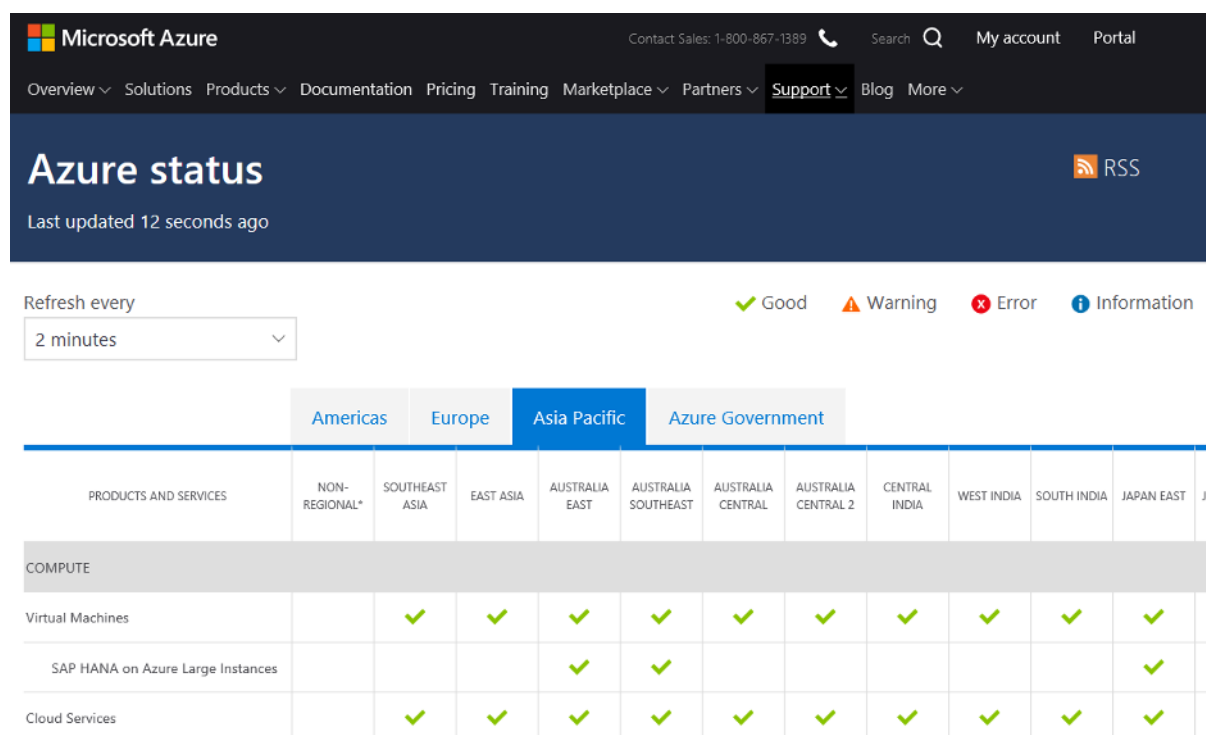 Microsoft Azure
Contact Sales: 1-800-867-1389 Search My account Portal
Overview Solutions Products Documentation Pricing Training Marketplace Partners Support Blog More
Azure status
RSS
Last updated 12 seconds ago
Refresh every
Good Warning Error Information
2 minutes
Americas Europe Asia Pacific Azure Government
PRODUCTS AND SERVICES
NON-REGIONAL*
SOUTHEAST ASIA
EAST ASIA
AUSTRALIA EAST
AUSTRALIA SOUTHEAST
AUSTRALIA CENTRAL
AUSTRALIA CENTRAL 2
CENTRAL INDIA
WEST INDIA
SOUTH INDIA
JAPAN EAST
COMPUTE
Virtual Machines
SAP HANA on Azure Large Instances
Cloud Services